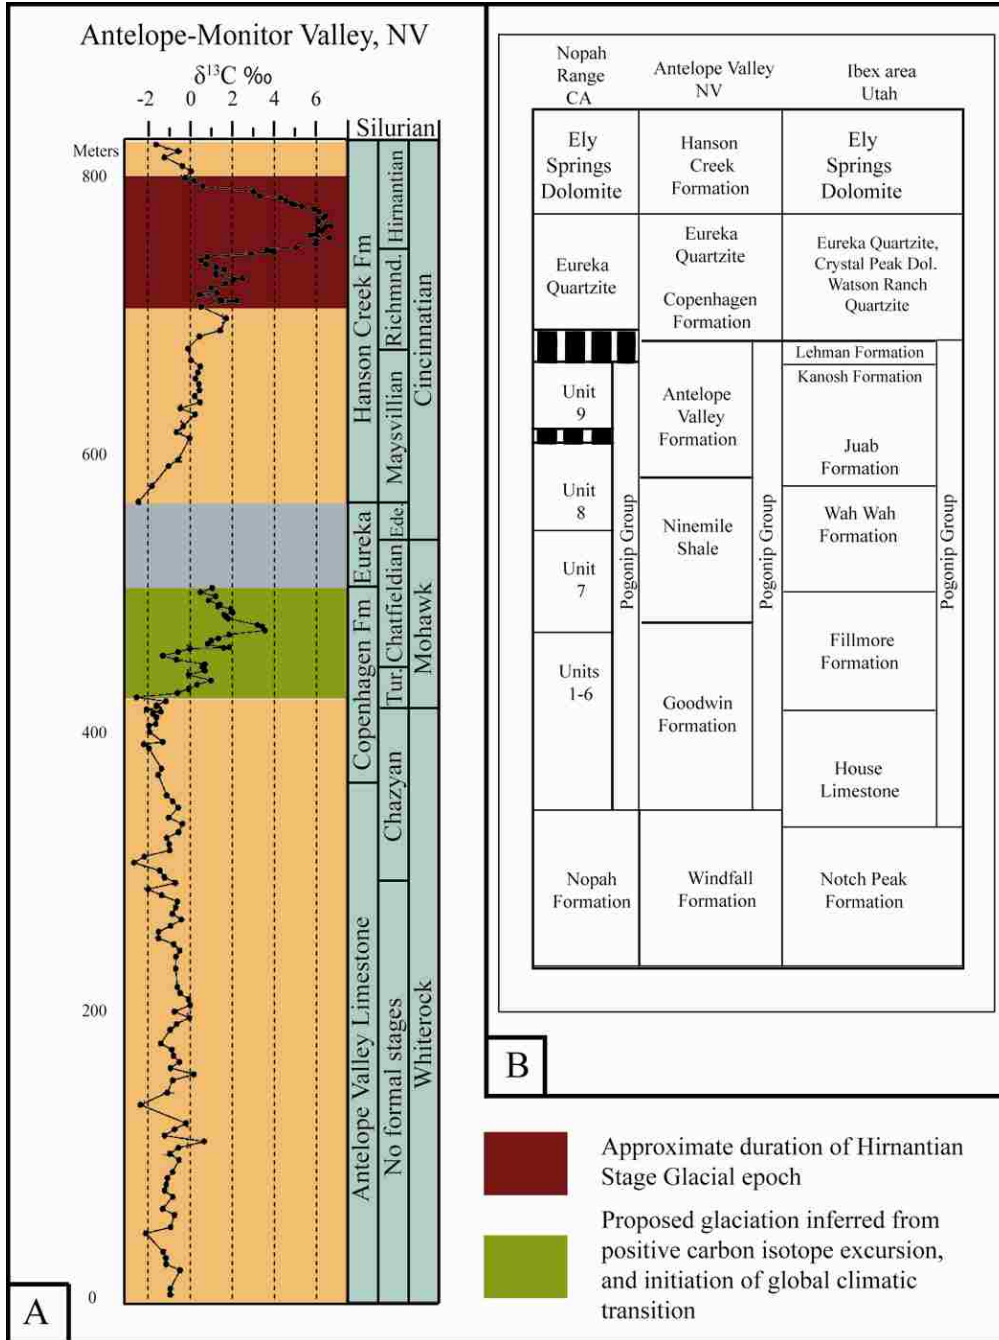 Antelope-Monitor Valley, NV
δ¹³C ‰
-2 0 2 4 6
Silurian
Meters
800
600
400
200
0
Hanson Creek Fm
Eureka
Copenhagen Fm
Antelope Valley Limestone
Hirnantian
Richmmd.
Maysvillian
Ede.
Chatfieldian
Tur.
Chazyan
No formal stages
Cincinnatian
Mohawk
Whiterock
A
Nopah
Range
CA
Antelope Valley
NV
Ibex area
Utah
Ely
Springs
Dolomite
Hanson
Creek
Formation
Ely
Springs
Dolomite
Eureka
Quartzite
Eureka
Quartzite
Copenhagen
Formation
Eureka Quartzite,
Crystal Peak Dol.
Watson Ranch
Quartzite
Unit
9
Unit
8
Unit
7
Units
1-6
Pogonip Group
Antelope
Valley
Formation
Ninemile
Shale
Goodwin
Formation
Pogonip Group
Lehman Formation
Kanosh Formation
Juab
Formation
Wah Wah
Formation
Fillmore
Formation
House
Limestone
Pogonip Group
Nopah
Formation
Windfall
Formation
Notch Peak
Formation
B
Approximate duration of Hirnantian
Stage Glacial epoch
Proposed glaciation inferred from
positive carbon isotope excursion,
and initiation of global climatic
transition